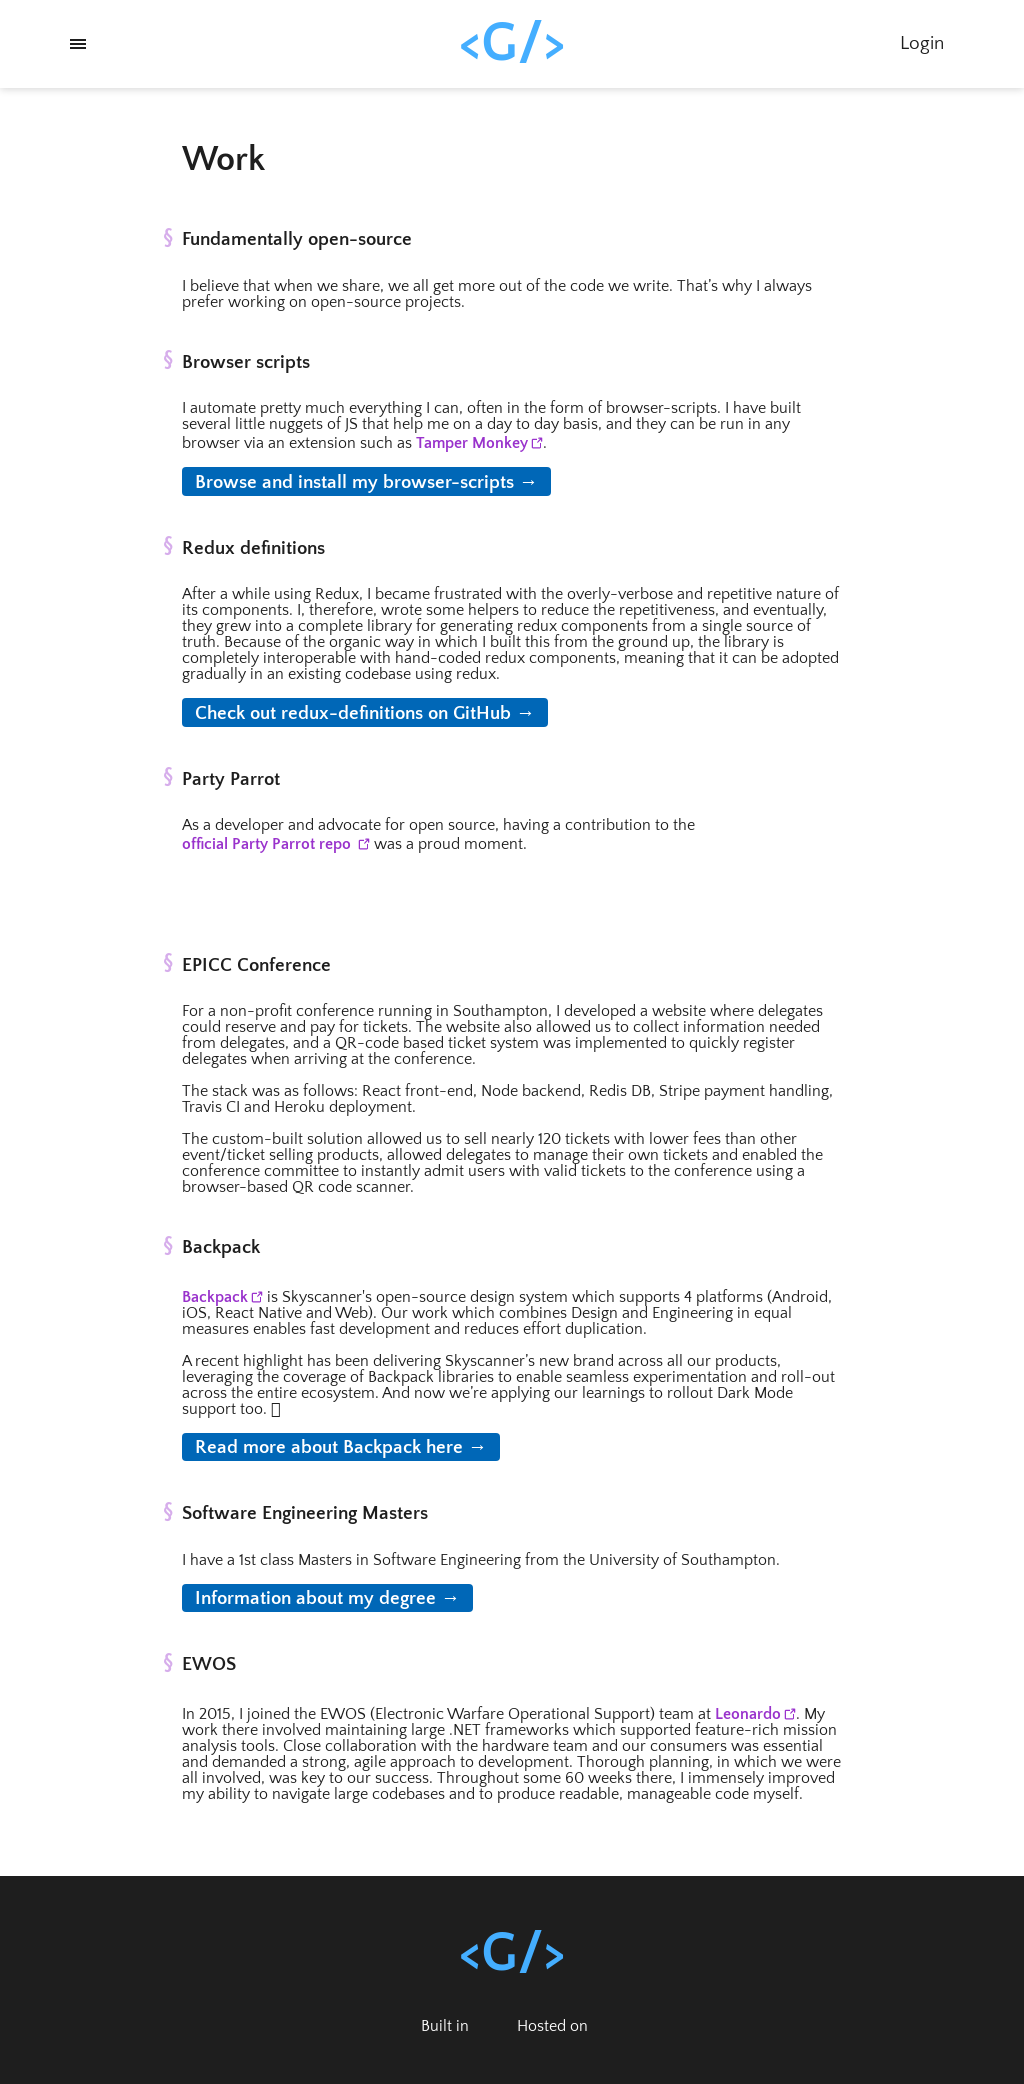 <G/>
Login
Work
§ Fundamentally open-source
I believe that when we share, we all get more out of the code we write. That’s why I always
prefer working on open-source projects.
§ Browser scripts
I automate pretty much everything I can, often in the form of browser-scripts. I have built
several little nuggets of JS that help me on a day to day basis, and they can be run in any
browser via an extension such as Tamper Monkey.
Browse and install my browser-scripts →
§ Redux definitions
After a while using Redux, I became frustrated with the overly-verbose and repetitive nature of
its components. I, therefore, wrote some helpers to reduce the repetitiveness, and eventually,
they grew into a complete library for generating redux components from a single source of
truth. Because of the organic way in which I built this from the ground up, the library is
completely interoperable with hand-coded redux components, meaning that it can be adopted
gradually in an existing codebase using redux.
Check out redux-definitions on GitHub →
§ Party Parrot
As a developer and advocate for open source, having a contribution to the
official Party Parrot repo was a proud moment.
§ EPICC Conference
For a non-profit conference running in Southampton, I developed a website where delegates
could reserve and pay for tickets. The website also allowed us to collect information needed
from delegates, and a QR-code based ticket system was implemented to quickly register
delegates when arriving at the conference.
The stack was as follows: React front-end, Node backend, Redis DB, Stripe payment handling,
Travis CI and Heroku deployment.
The custom-built solution allowed us to sell nearly 120 tickets with lower fees than other
event/ticket selling products, allowed delegates to manage their own tickets and enabled the
conference committee to instantly admit users with valid tickets to the conference using a
browser-based QR code scanner.
§ Backpack
Backpack is Skyscanner's open-source design system which supports 4 platforms (Android,
iOS, React Native and Web). Our work which combines Design and Engineering in equal
measures enables fast development and reduces effort duplication.
A recent highlight has been delivering Skyscanner’s new brand across all our products,
leveraging the coverage of Backpack libraries to enable seamless experimentation and roll-out
across the entire ecosystem. And now we’re applying our learnings to rollout Dark Mode
support too.
Read more about Backpack here →
§ Software Engineering Masters
I have a 1st class Masters in Software Engineering from the University of Southampton.
Information about my degree →
§ EWOS
In 2015, I joined the EWOS (Electronic Warfare Operational Support) team at Leonardo. My
work there involved maintaining large .NET frameworks which supported feature-rich mission
analysis tools. Close collaboration with the hardware team and our consumers was essential
and demanded a strong, agile approach to development. Thorough planning, in which we were
all involved, was key to our success. Throughout some 60 weeks there, I immensely improved
my ability to navigate large codebases and to produce readable, manageable code myself.
<G/>
Built in
Hosted on